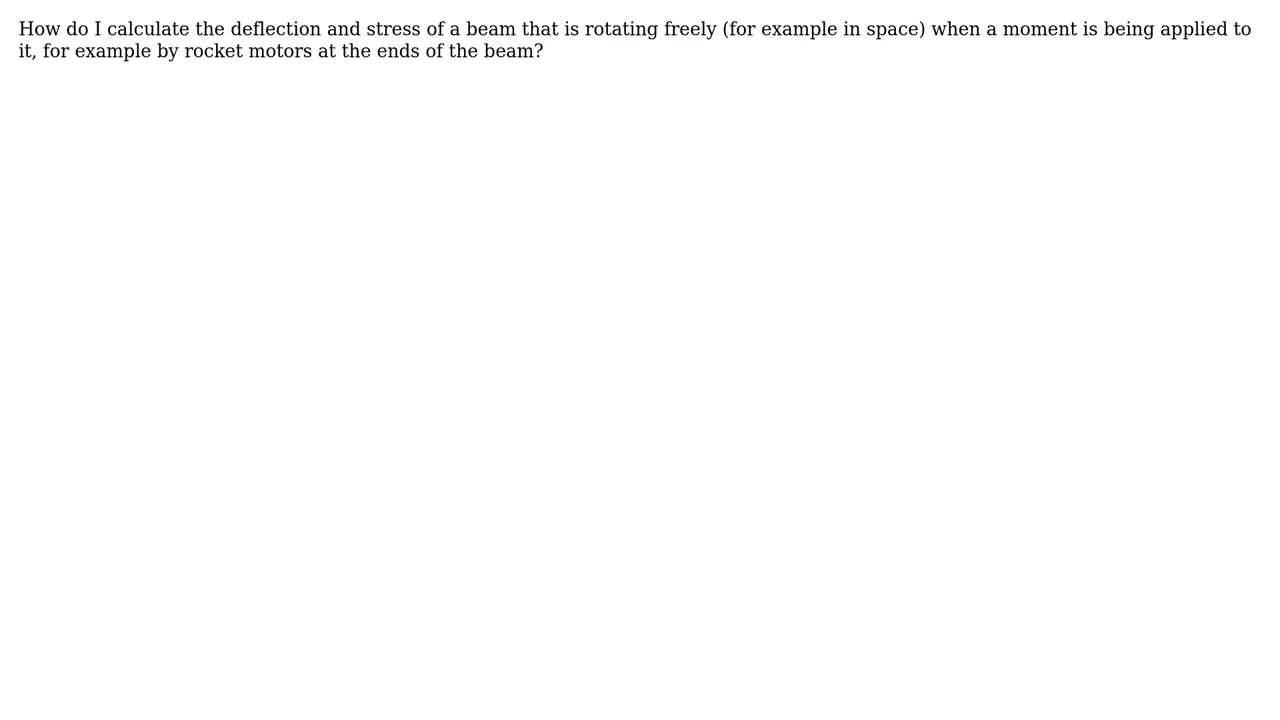 How do I calculate the deflection and stress of a beam that is rotating freely (for example in space) when a moment is being applied to
it, for example by rocket motors at the ends of the beam?